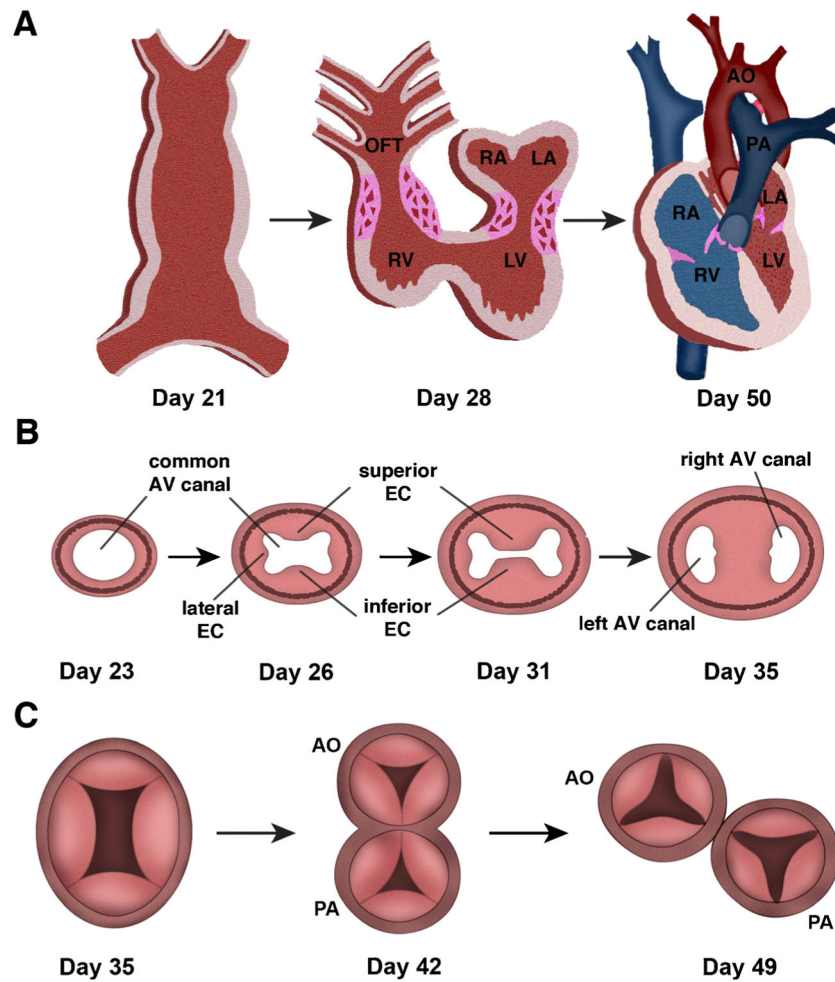 A
OFT
RA
LA
RV
LV
AO
PA
RA
LA
RV
LV
Day 21
Day 28
Day 50
B
common
AV canal
superior
EC
right AV canal
lateral
EC
inferior
EC
left AV canal
Day 23
Day 26
Day 31
Day 35
C
AO
PA
AO
PA
Day 35
Day 42
Day 49